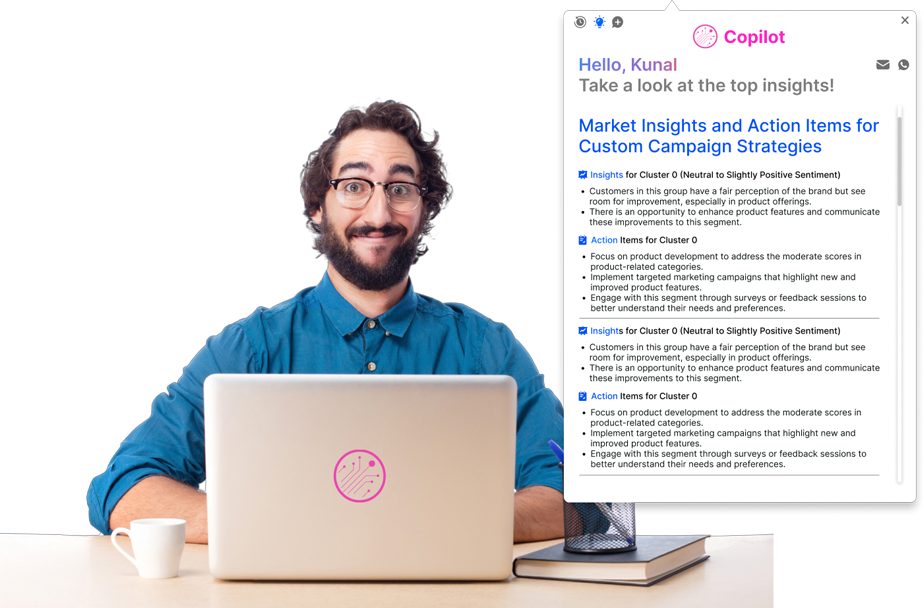 Copilot
Hello, Kunal
Take a look at the top insights!
Market Insights and Action Items for
Custom Campaign Strategies
Insights for Cluster 0 (Neutral to Slightly Positive Sentiment)
• Customers in this group have a fair perception of the brand but see
room for improvement, especially in product offerings.
• There is an opportunity to enhance product features and communicate
these improvements to this segment.
Action Items for Cluster 0
• Focus on product development to address the moderate scores in
product-related categories.
• Implement targeted marketing campaigns that highlight new and
improved product features.
• Engage with this segment through surveys or feedback sessions to
better understand their needs and preferences.
Insights for Cluster 0 (Neutral to Slightly Positive Sentiment)
• Customers in this group have a fair perception of the brand but see
room for improvement, especially in product offerings.
• There is an opportunity to enhance product features and communicate
these improvements to this segment.
Action Items for Cluster 0
• Focus on product development to address the moderate scores in
product-related categories.
• Implement targeted marketing campaigns that highlight new and
improved product features.
• Engage with this segment through surveys or feedback sessions to
better understand their needs and preferences.